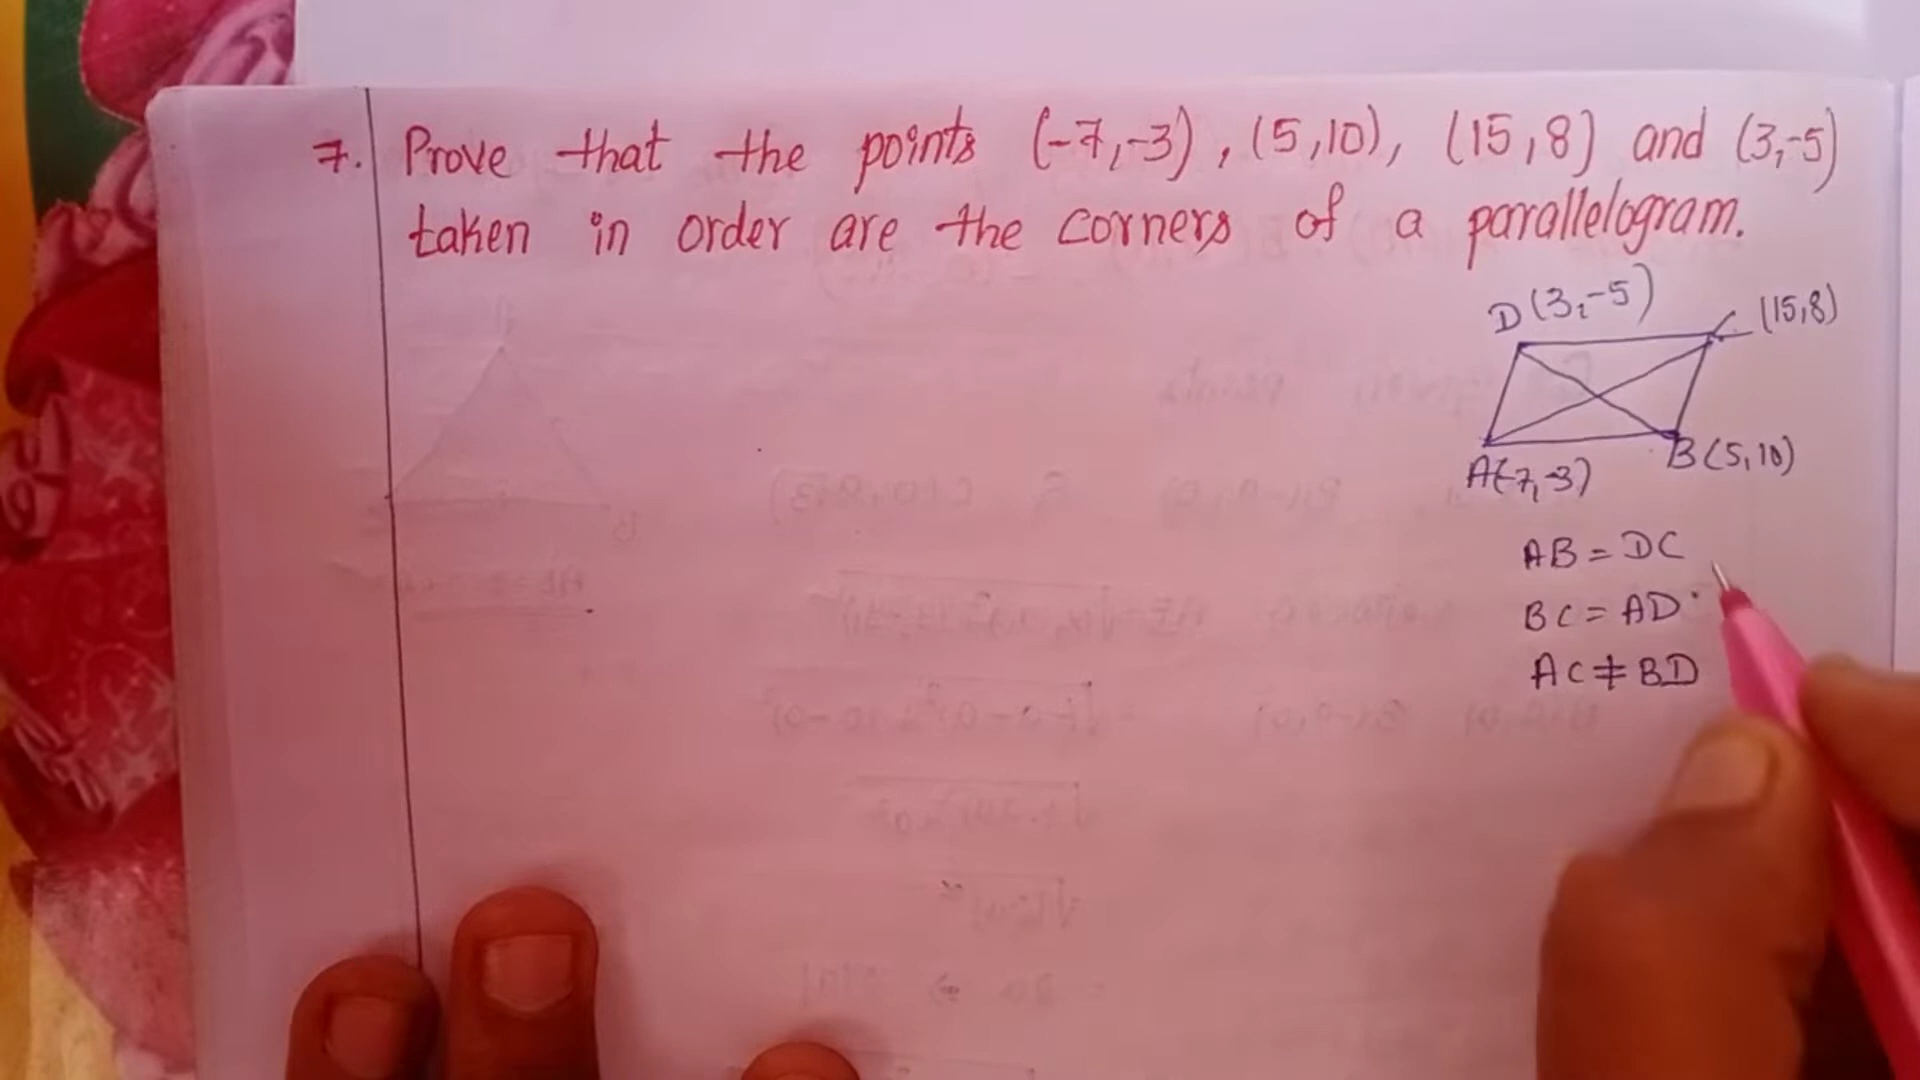 7. Prove that the points (-7,-3), (5,10), (15,8) and (3,-5)
taken in order are the corners of a parallelogram.
D(3,-5) C (15,8)
A(-7,-3) B(5,10)
AB = DC
BC = AD
AC ≠ BD